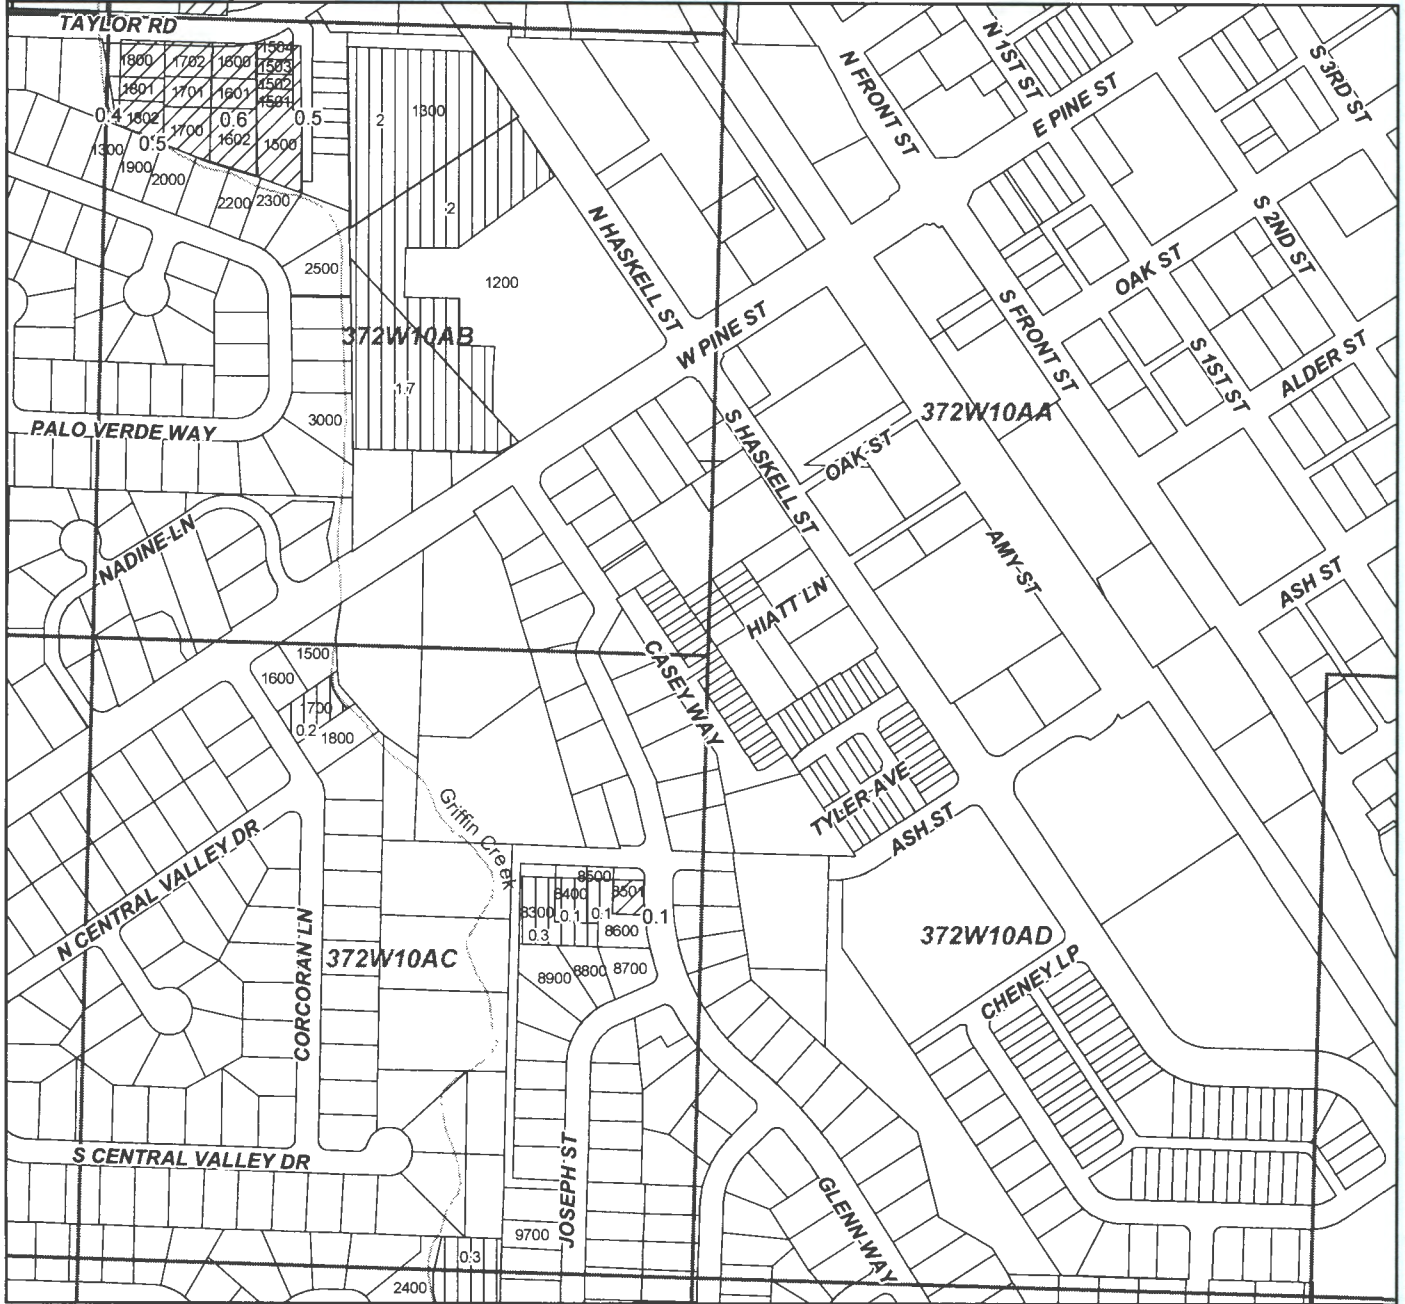 TAYLOR RD
1800
1702
1600
1504
1503
1502
1501
1801
1701
1601
1802
1700
1602
1500
0.4
0.5
0.6
0.5
1300
1900
2000
2200
2300
2500
3000
2
1300
2
1200
1.7
372W10AB
PALO VERDE WAY
NADINE LN
N HASKELL ST
W PINE ST
N FRONT ST
N 1ST ST
E PINE ST
S 3RD ST
S 2ND ST
OAK ST
S FRONT ST
S 1ST ST
ALDER ST
372W10AA
S HASKELL ST
OAK ST
AMY ST
ASH ST
HIATT LN
CASEY WAY
TYLER AVE
ASH ST
1500
1600
1700
0.2
1800
Griffin Creek
N CENTRAL VALLEY DR
CORCORAN LN
372W10AC
8500
8400
8501
8300
0.1
0.1
0.1
0.3
8600
8900
8800
8700
372W10AD
CHENEY LP
S CENTRAL VALLEY DR
JOSEPH ST
GLENN WAY
9700
0.3
2400